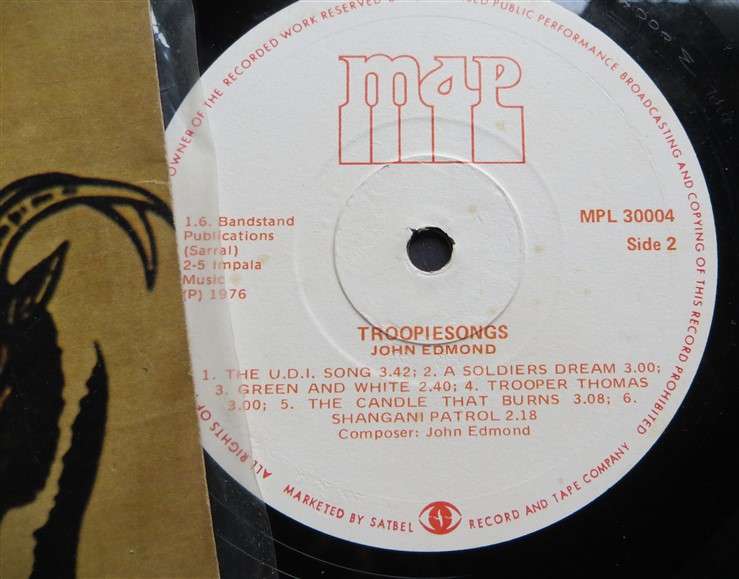 OWNER OF THE RECORDED WORK RESERVED
PUBLIC PERFORMANCE BROADCASTING AND COPYING OF THIS RECORD PROHIBITED
map
1.6. Bandstand
Publications
(Sarral)
2-5 Impala
Music
(P) 1976
MPL 30004
Side 2
TROOPIESONGS
JOHN EDMOND
1. THE U.D.I. SONG 3.42; 2. A SOLDIERS DREAM 3.00;
3. GREEN AND WHITE 2.40; 4. TROOPER THOMAS
3.00; 5. THE CANDLE THAT BURNS 3.08; 6.
SHANGANI PATROL 2.18
Composer: John Edmond
ALL RIGHTS OF
MARKETED BY SATBEL RECORD AND TAPE COMPANY